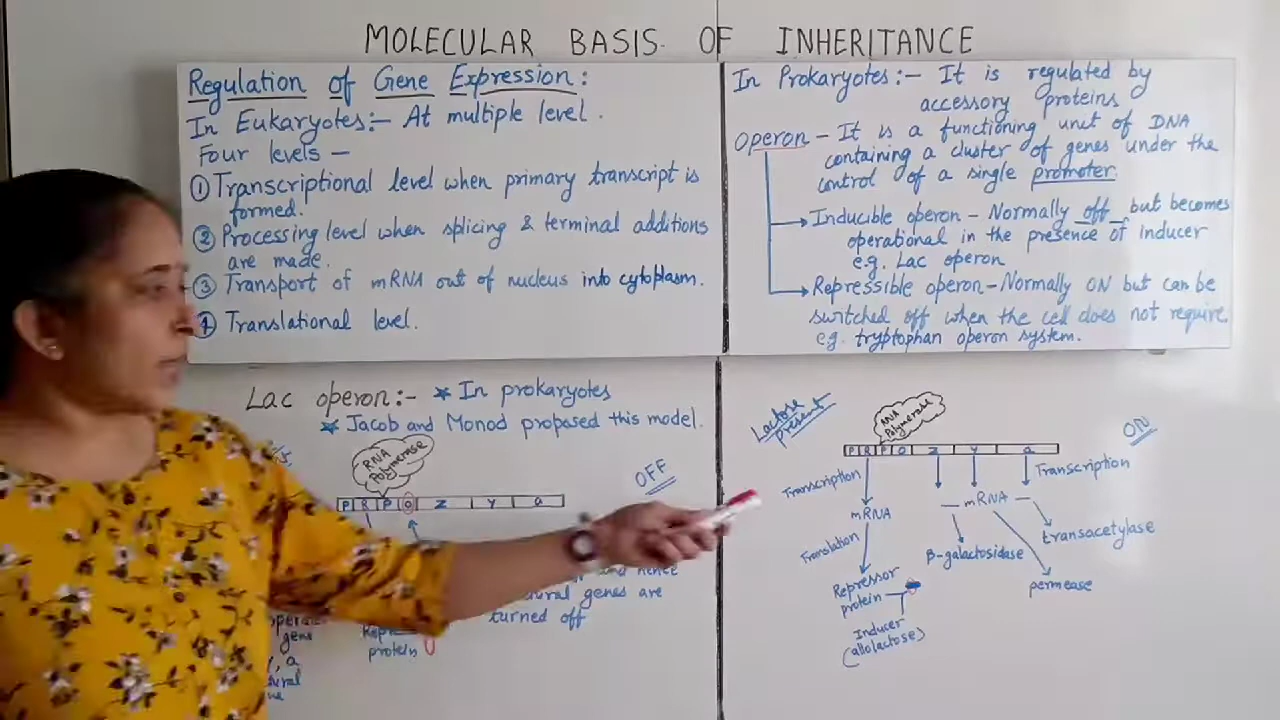 MOLECULAR BASIS OF INHERITANCE
Regulation of Gene Expression:
In Eukaryotes:- At multiple level.
Four levels -
① Transcriptional level when primary transcript is
formed.
② Processing level when splicing & terminal additions
are made.
③ Transport of mRNA out of nucleus into cytoplasm.
④ Translational level.
In Prokaryotes:- It is regulated by
accessory proteins
Operon - It is a functioning unit of DNA
containing a cluster of genes under the
control of a single promoter.
Inducible operon - Normally off but becomes
operational in the presence of inducer
e.g. Lac operon
Repressible operon - Normally ON but can be
switched off when the cell does not require.
e.g. tryptophan operon system.
Lac operon:- * In prokaryotes
* Jacob and Monod proposed this model.
RNA
Polymerase
OFF
P R P O Z Y a
and hence
genes are
turned off
gene
protein
y, a
Lactose
present
RNA
Polymerase
ON
P R P O Z Y a
Transcription
Transcription
mRNA
mRNA
transacetylase
Translation
β-galactosidase
permease
Repressor
protein
Inducer
(allolactose)